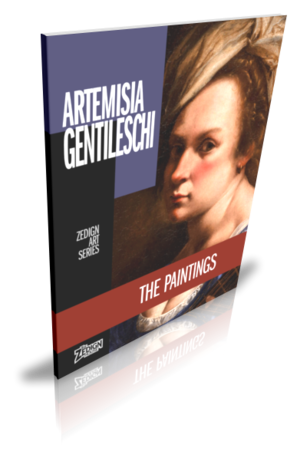 ARTEMISIA
GENTILESCHI
ZEDIGN
ART
SERIES
THE PAINTINGS
ZEDIGN